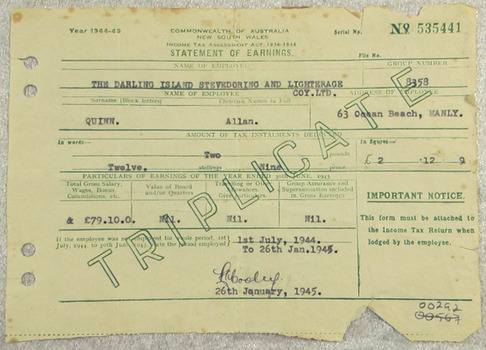 Year 1944-45
COMMONWEALTH OF AUSTRALIA
NEW SOUTH WALES
INCOME TAX ASSESSMENT ACT, 1936-1944
STATEMENT OF EARNINGS.
Serial No. No 535441
File No.
NAME OF EMPLOYER GROUP NUMBER
THE DARLING ISLAND STEVEDORING AND LIGHTERAGE COY.LTD. 8358
NAME OF EMPLOYEE ADDRESS OF EMPLOYEE
Surname (Block letters) Christian Names in Full
QUINN. Allan. 63 Ocean Beach, MANLY.
AMOUNT OF TAX INSTALMENTS DEDUCTED
In words— In figures—
Two pounds
Twelve. shillings Nine £ 2 . 12 . 9
PARTICULARS OF EARNINGS OF THE YEAR ENDED 30TH JUNE, 1945
Total Gross Salary, Wages, Bonus, Commissions, etc.
Value of Board and/or Quarters
Travelling or Other Allowances. Give Particulars.
Group Assurance and Superannuation included in Gross Earnings
£79.10.0. Nil. Nil. Nil.
IMPORTANT NOTICE.
This form must be attached to the Income Tax Return when lodged by the employee.
If the employee was not employed for whole period, 1st July, 1944 to 30th June, 1945 state the period employed
1st July, 1944.
To 26th Jan.1945.
26th January, 1945.
TRIPLICATE
00292
00567